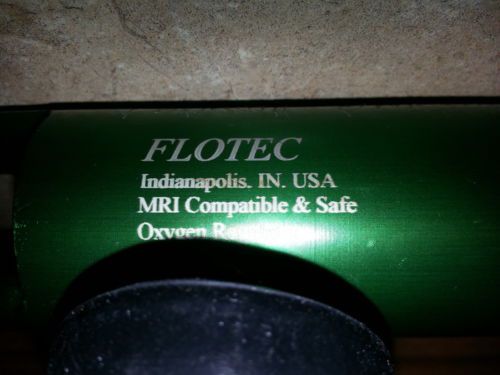 FLOTEC
Indianapolis. IN. USA
MRI Compatible & Safe
Oxygen